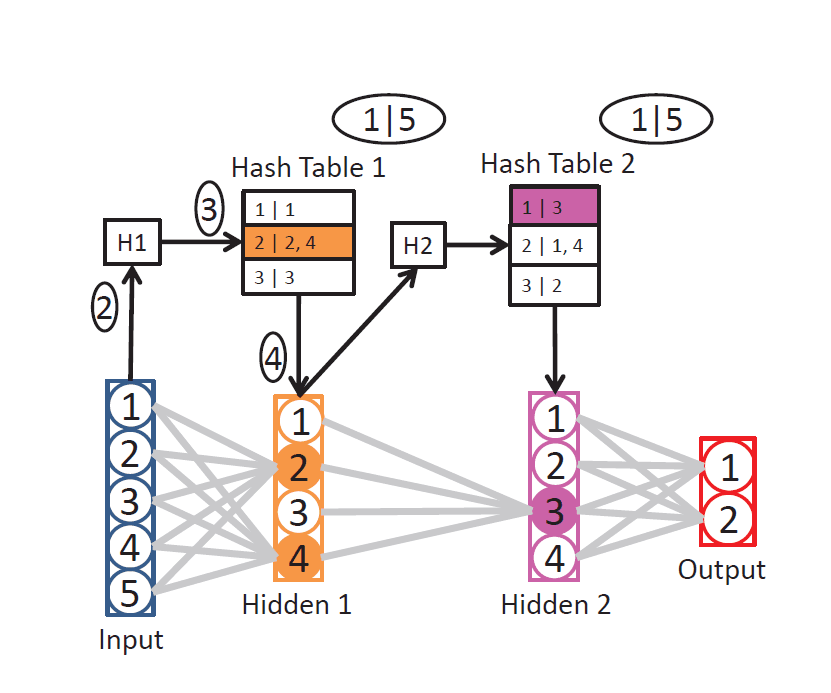 1|5
1|5
Hash Table 1
Hash Table 2
3
1 | 1
2 | 2, 4
3 | 3
1 | 3
2 | 1, 4
3 | 2
H1
H2
2
4
1
2
3
4
5
Input
1
2
3
4
Hidden 1
1
2
3
4
Hidden 2
1
2
Output